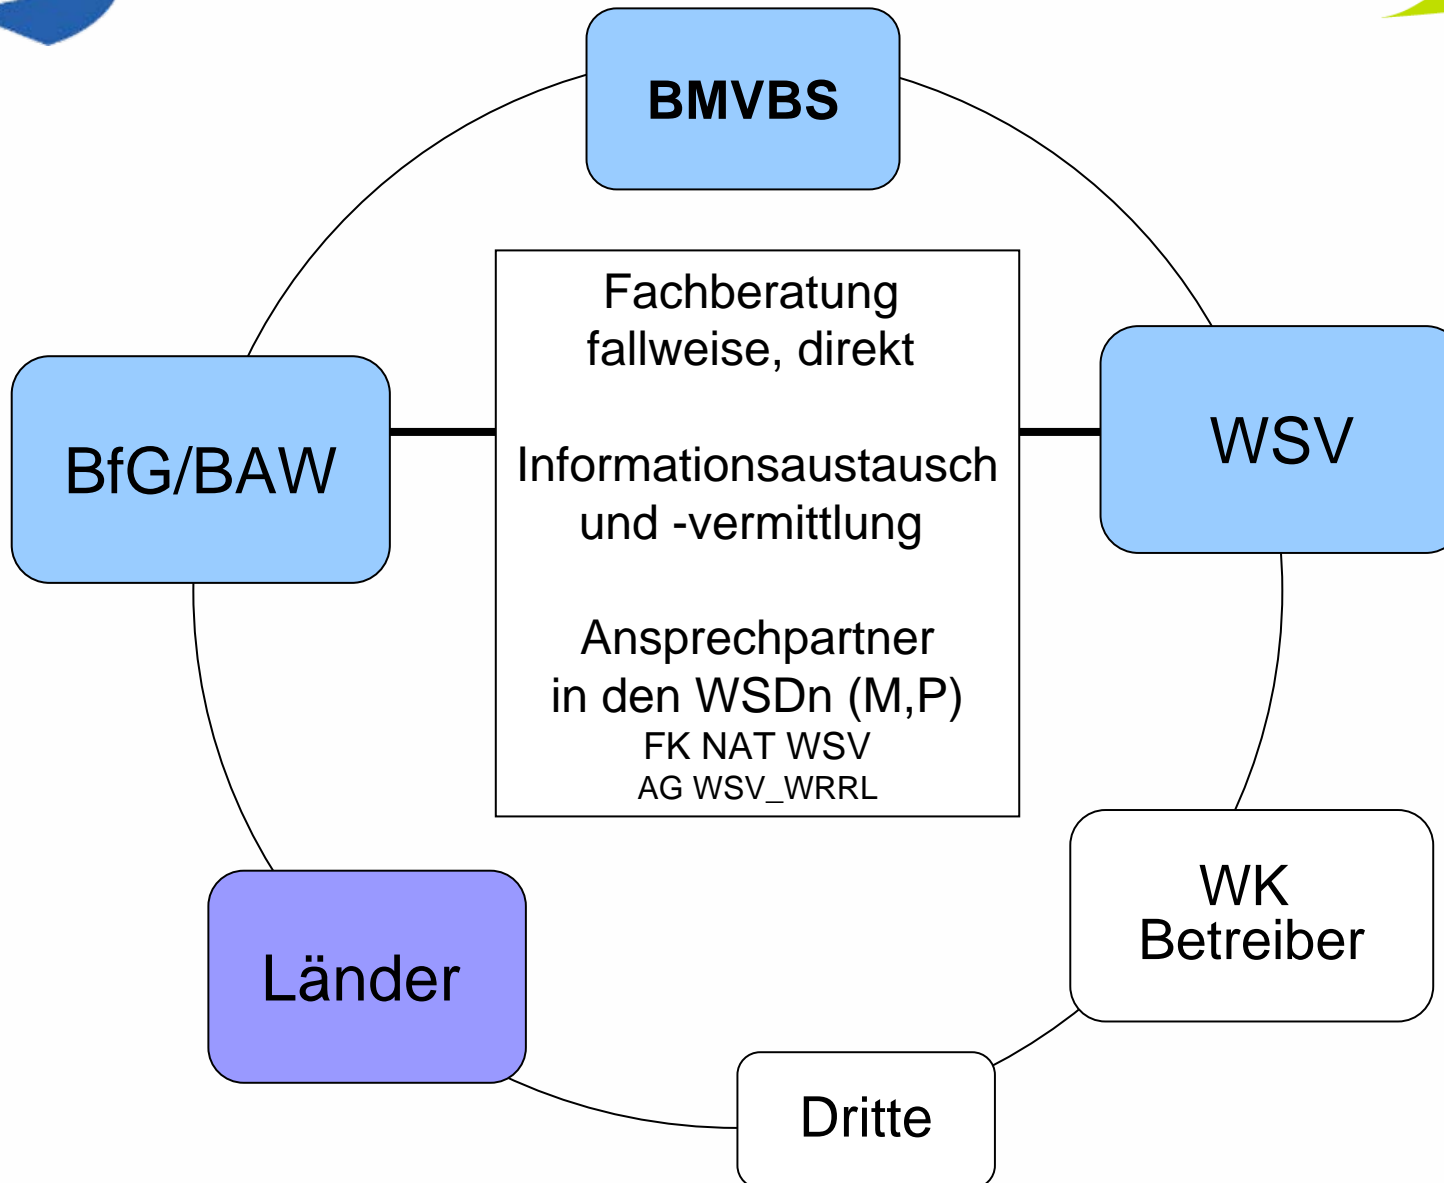 BMVBS
Fachberatung
fallweise, direkt
Informationsaustausch
und -vermittlung
Ansprechpartner
in den WSDn (M,P)
FK NAT WSV
AG WSV_WRRL
BfG/BAW
WSV
WK
Betreiber
Länder
Dritte